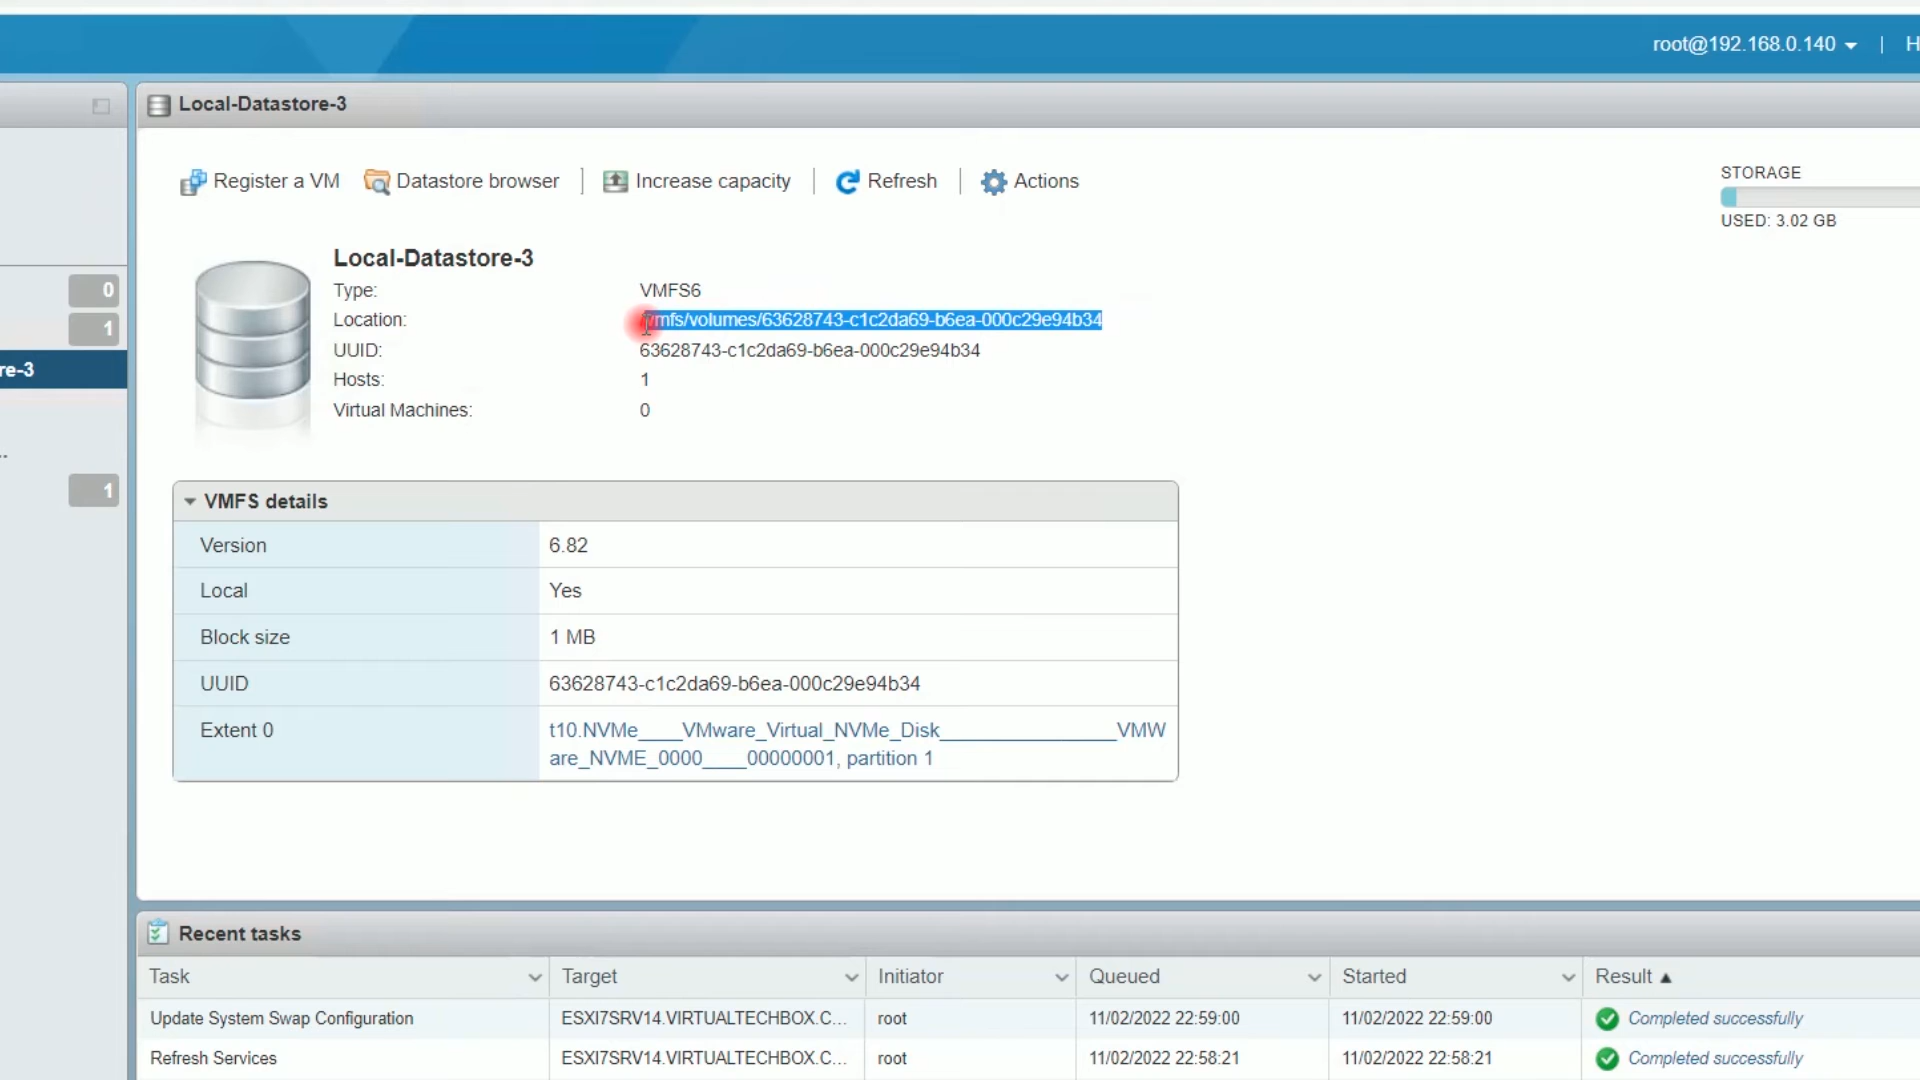 root@192.168.0.140 | H
Local-Datastore-3
Register a VM Datastore browser | Increase capacity | Refresh | Actions
STORAGE
USED: 3.02 GB
Local-Datastore-3
Type: VMFS6
Location: vmfs/volumes/63628743-c1c2da69-b6ea-000c29e94b34
UUID: 63628743-c1c2da69-b6ea-000c29e94b34
Hosts: 1
Virtual Machines: 0
0
1
re-3
..
1
VMFS details
Version 6.82
Local Yes
Block size 1 MB
UUID 63628743-c1c2da69-b6ea-000c29e94b34
Extent 0 t10.NVMe____VMware_Virtual_NVMe_Disk________________VMW
are_NVME_0000____00000001, partition 1
Recent tasks
Task Target Initiator Queued Started Result
Update System Swap Configuration ESXI7SRV14.VIRTUALTECHBOX.C... root 11/02/2022 22:59:00 11/02/2022 22:59:00 Completed successfully
Refresh Services ESXI7SRV14.VIRTUALTECHBOX.C... root 11/02/2022 22:58:21 11/02/2022 22:58:21 Completed successfully